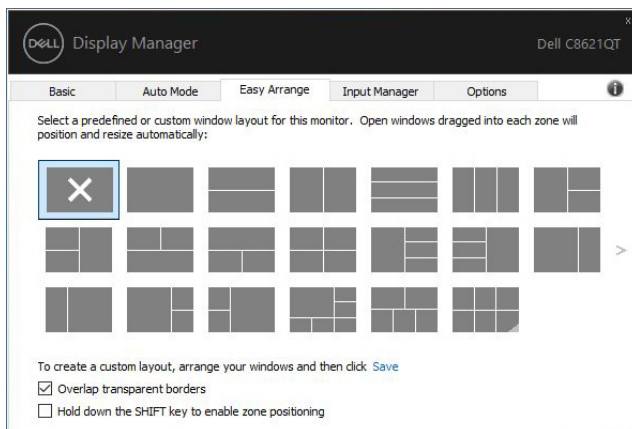 DELL Display Manager
Dell C8621QT
Basic Auto Mode Easy Arrange Input Manager Options
Select a predefined or custom window layout for this monitor. Open windows dragged into each zone will
position and resize automatically:
To create a custom layout, arrange your windows and then click Save
Overlap transparent borders
Hold down the SHIFT key to enable zone positioning